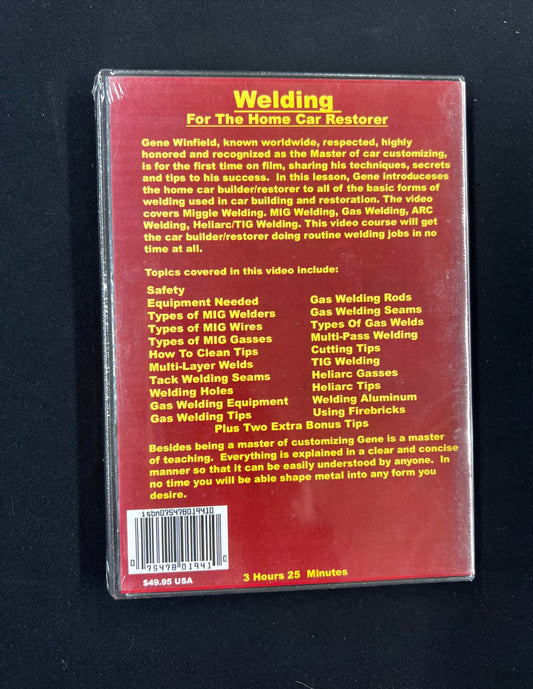 Welding
For The Home Car Restorer
Gene Winfield, known worldwide, respected, highly
honored and recognized as the Master of car customizing,
is for the first time on film, sharing his techniques, secrets
and tips to his success. In this lesson, Gene introduceses
the home car builder/restorer to all of the basic forms of
welding used in car building and restoration. The video
covers Miggie Welding. MIG Welding, Gas Welding, ARC
Welding, Heliarc/TIG Welding. This video course will get
the car builder/restorer doing routine welding jobs in no
time at all.
Topics covered in this video include:
Safety
Equipment Needed
Types of MIG Welders
Types of MIG Wires
Types of MIG Gasses
How To Clean Tips
Multi-Layer Welds
Tack Welding Seams
Welding Holes
Gas Welding Equipment
Gas Welding Tips
Gas Welding Rods
Gas Welding Seams
Types Of Gas Welds
Multi-Pass Welding
Cutting Tips
TIG Welding
Heliarc Gasses
Heliarc Tips
Welding Aluminum
Using Firebricks
Plus Two Extra Bonus Tips
Besides being a master of customizing Gene is a master
of teaching. Everything is explained in a clear and concise
manner so that it can be easily understood by anyone. In
no time you will be able shape metal into any form you
desire.
isbn075478019410
0 75478 01941 0
$49.95 USA
3 Hours 25 Minutes